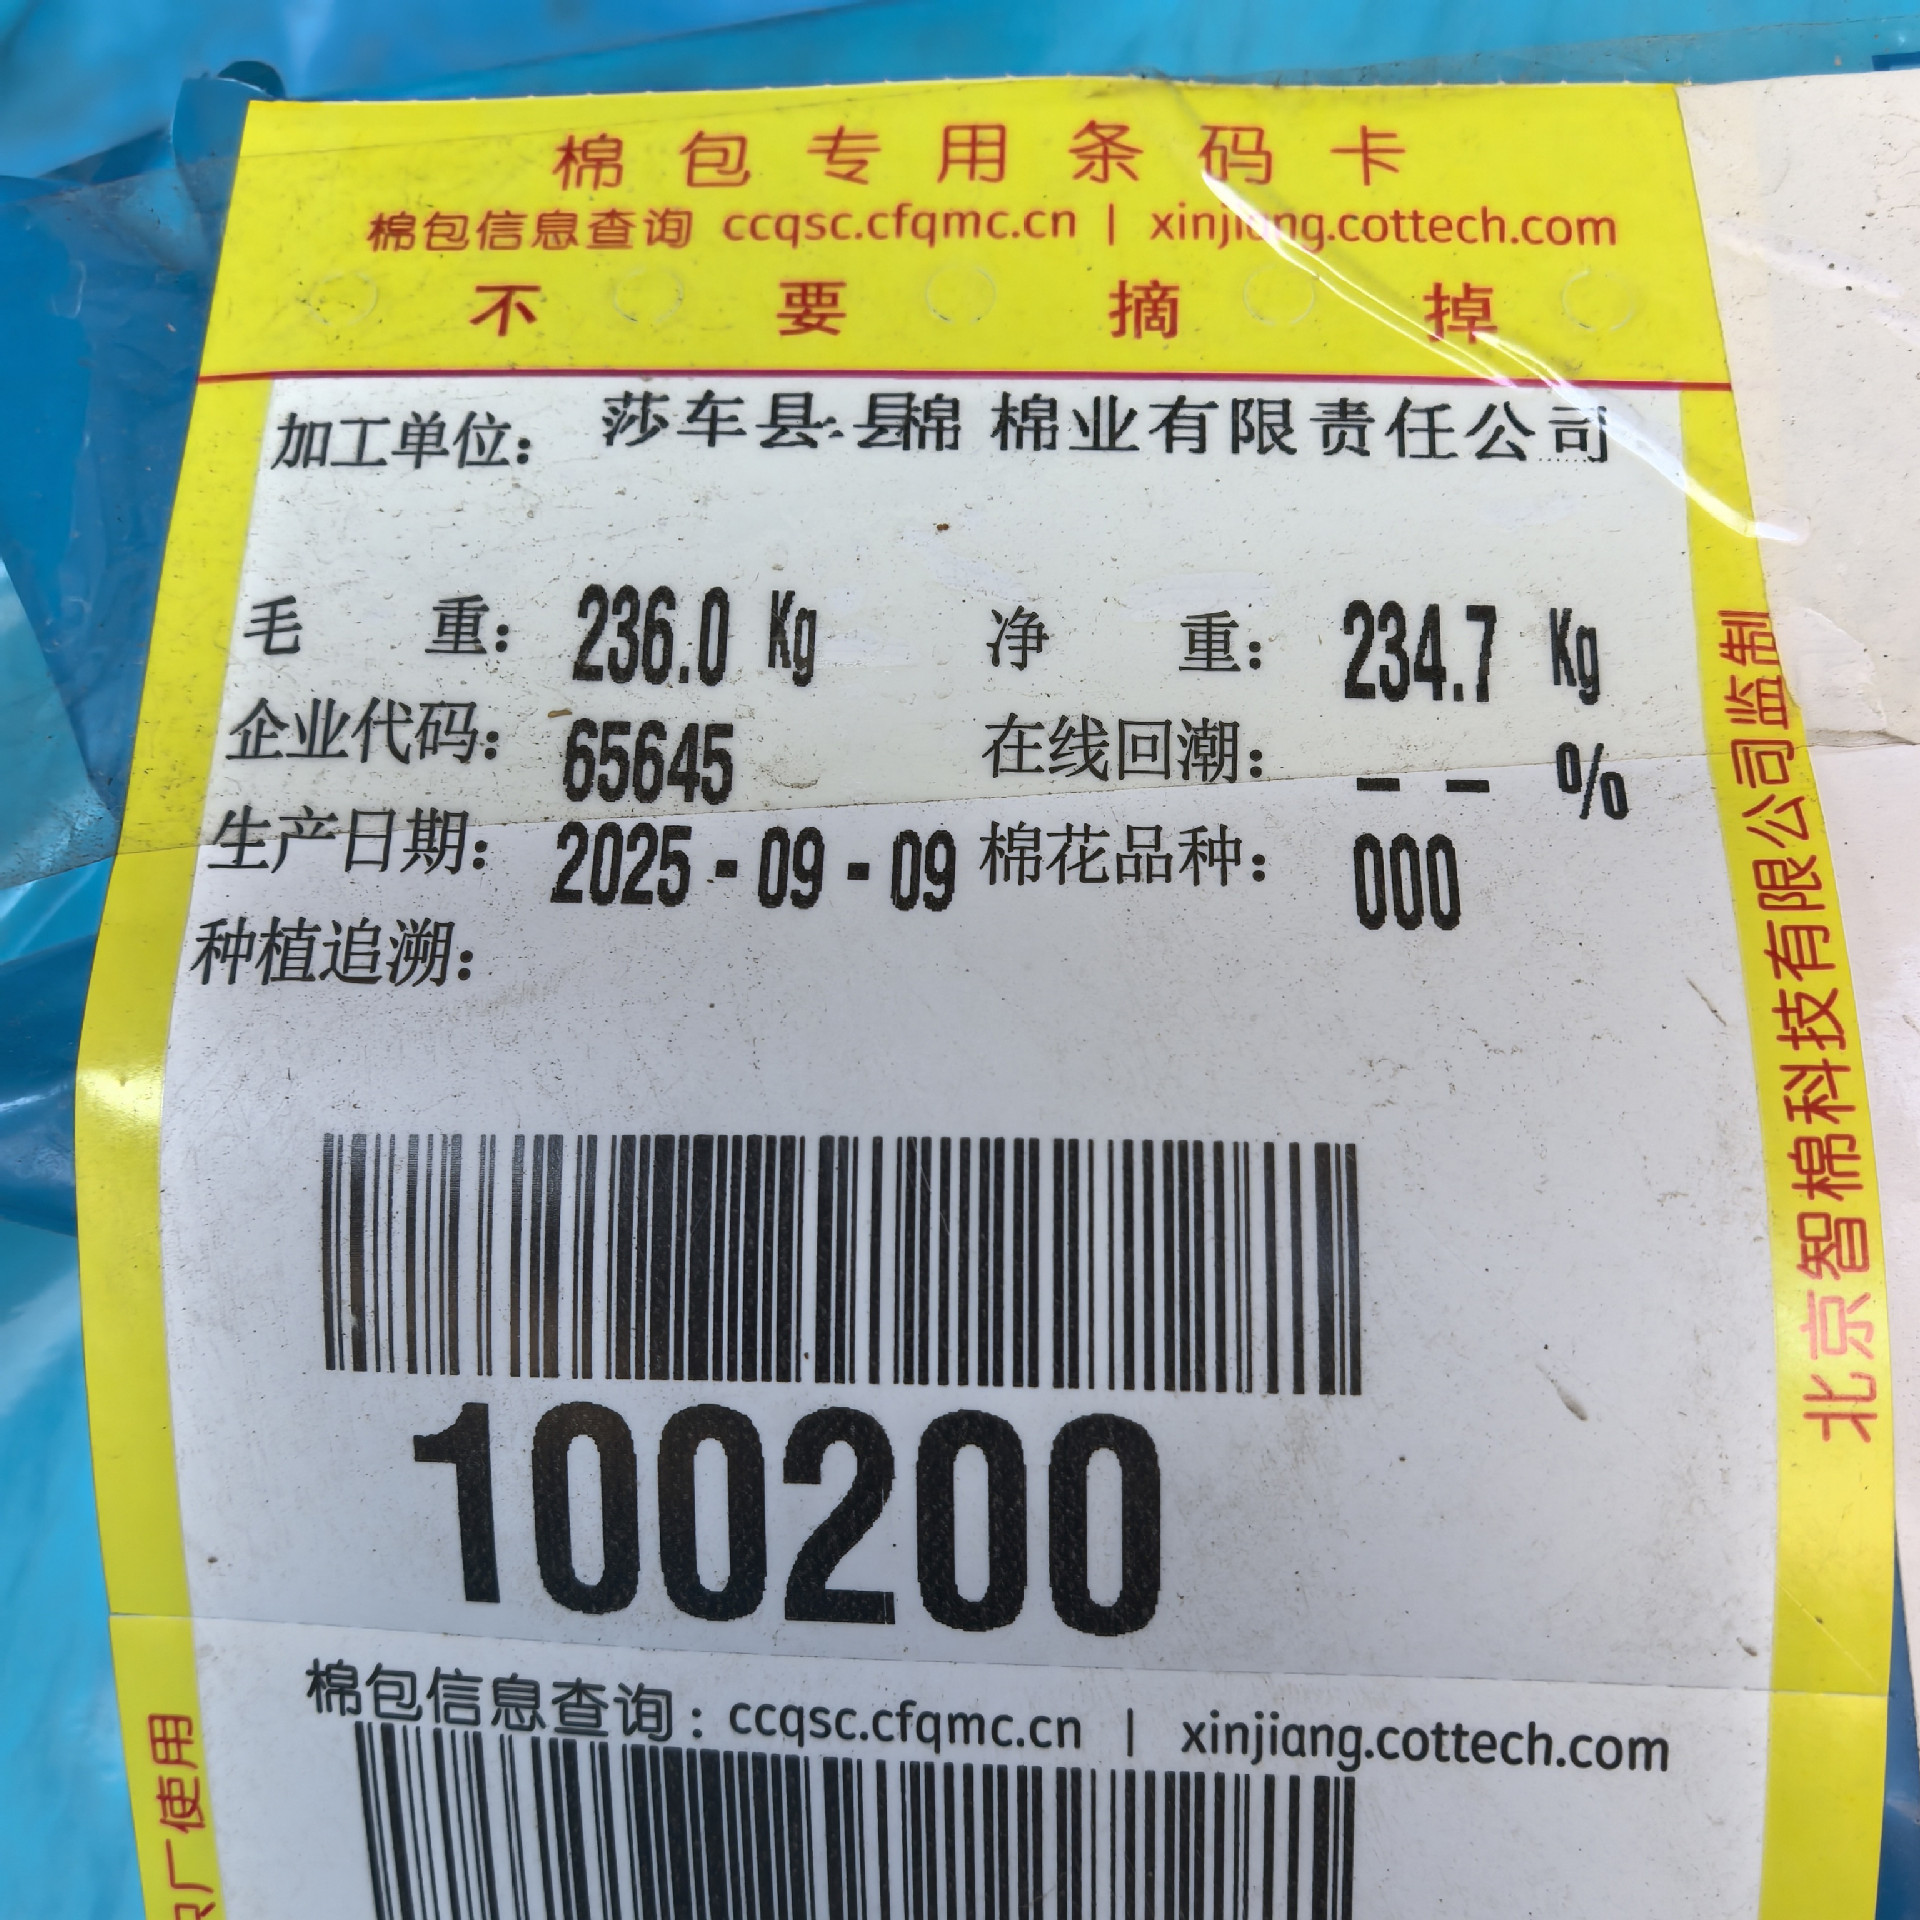 棉包专用条码卡
棉包信息查询 ccqsc.cfqmc.cn | xinjiang.cottech.com
不要摘掉
加工单位： 莎车县县棉 棉业有限责任公司
毛 重： 236.0 Kg 净 重： 234.7 Kg
企业代码： 65645 在线回潮： - - %
生产日期： 2025 - 09 - 09 棉花品种： 000
种植追溯：
100200
棉包信息查询：ccqsc.cfqmc.cn | xinjiang.cottech.com
北京智棉科技有限公司监制
厂使用